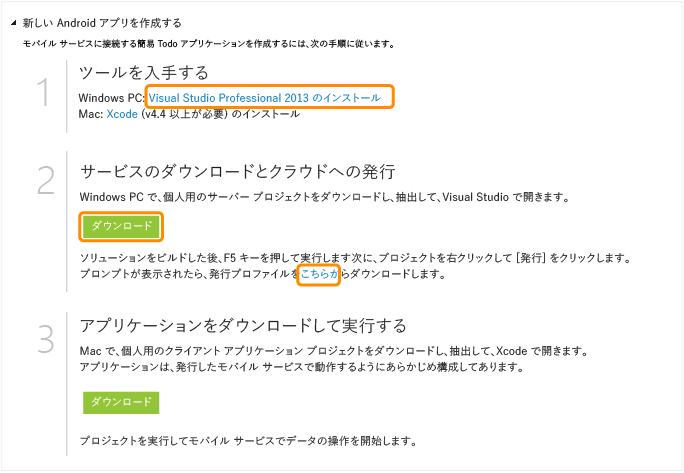 新しい Android アプリを作成する
モバイル サービスに接続する簡易 Todo アプリケーションを作成するには、次の手順に従います。
1
ツールを入手する
Windows PC: Visual Studio Professional 2013 のインストール
Mac: Xcode (v4.4 以上が必要) のインストール
2
サービスのダウンロードとクラウドへの発行
Windows PC で、個人用のサーバー プロジェクトをダウンロードし、抽出して、Visual Studio で開きます。
ダウンロード
ソリューションをビルドした後、F5 キーを押して実行します次に、プロジェクトを右クリックして [発行] をクリックします。
プロンプトが表示されたら、発行プロファイルをこちらからダウンロードします。
3
アプリケーションをダウンロードして実行する
Mac で、個人用のクライアント アプリケーション プロジェクトをダウンロードし、抽出して、Xcode で開きます。
アプリケーションは、発行したモバイル サービスで動作するようにあらかじめ構成してあります。
ダウンロード
プロジェクトを実行してモバイル サービスでデータの操作を開始します。